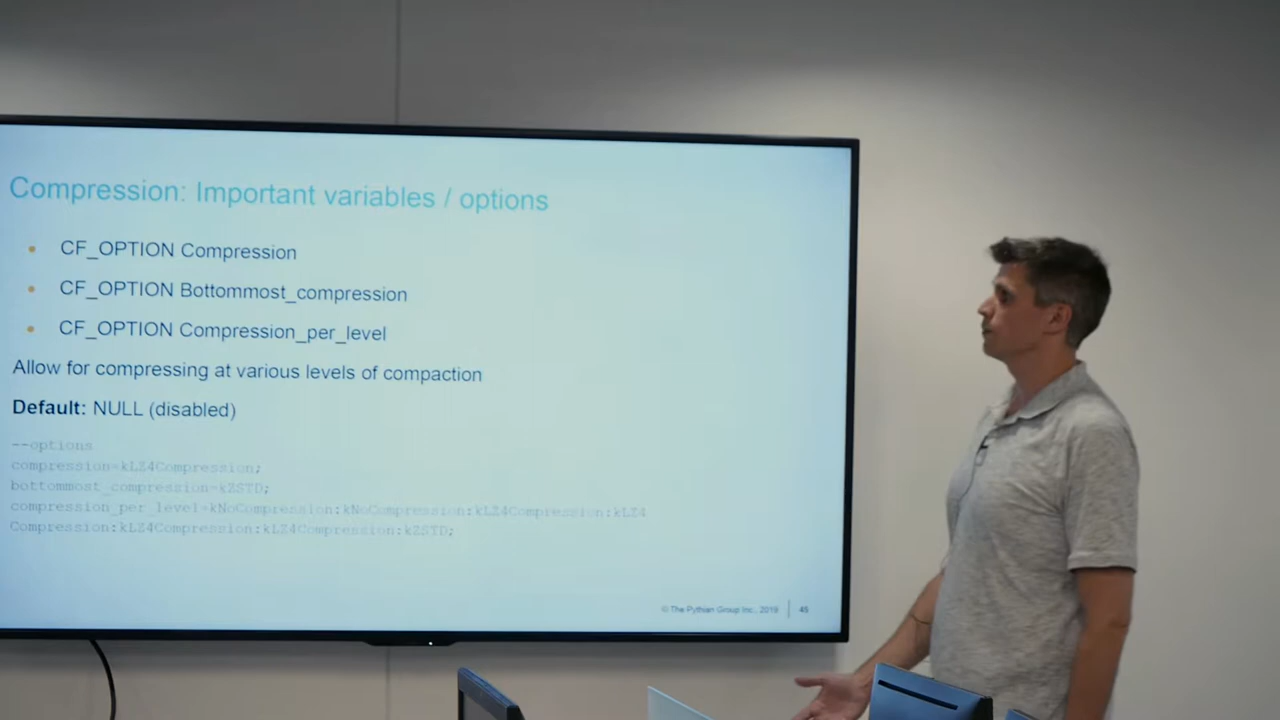 Compression: Important variables / options
CF_OPTION Compression
CF_OPTION Bottommost_compression
CF_OPTION Compression_per_level
Allow for compressing at various levels of compaction
Default: NULL (disabled)
--options
compression=kLZ4Compression;
bottommost_compression=kZSTD;
compression_per_level=kNoCompression:kNoCompression:kLZ4Compression:kLZ4
Compression:kLZ4Compression:kLZ4Compression:kZSTD;
© The Pythian Group Inc., 2019 45